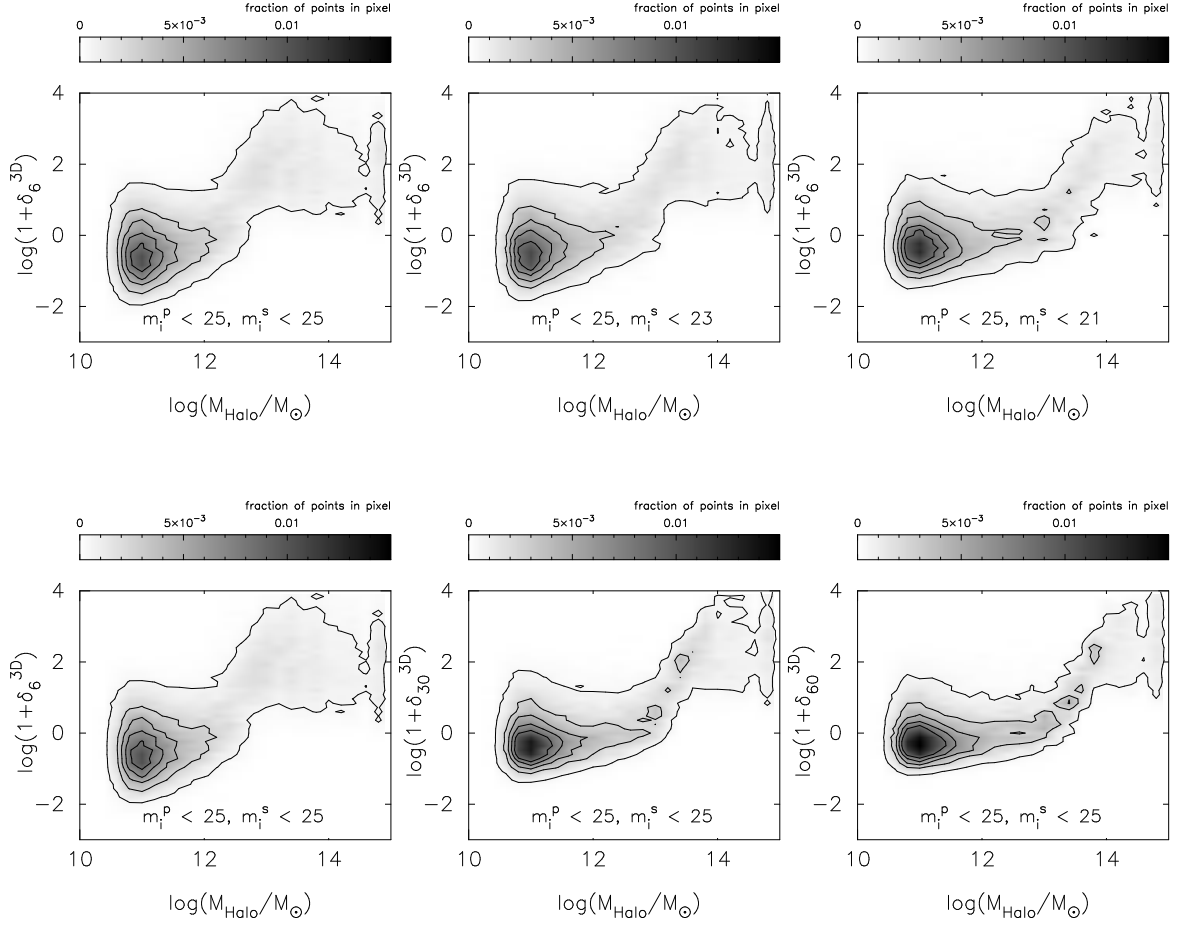 fraction of points in pixel fraction of points in pixel fraction of points in pixel
0 5×10⁻³ 0.01 0 5×10⁻³ 0.01 0 5×10⁻³ 0.01
4 4 4
2 2 2
0 0 0
−2 −2 −2
log(1+δ₆³ᴰ) log(1+δ₆³ᴰ) log(1+δ₆³ᴰ)
mᵢᵖ < 25, mᵢˢ < 25 mᵢᵖ < 25, mᵢˢ < 23 mᵢᵖ < 25, mᵢˢ < 21
10 12 14 10 12 14 10 12 14
log(M_Halo/M_⊙) log(M_Halo/M_⊙) log(M_Halo/M_⊙)
fraction of points in pixel fraction of points in pixel fraction of points in pixel
0 5×10⁻³ 0.01 0 5×10⁻³ 0.01 0 5×10⁻³ 0.01
4 4 4
2 2 2
0 0 0
−2 −2 −2
log(1+δ₆³ᴰ) log(1+δ₃₀³ᴰ) log(1+δ₆₀³ᴰ)
mᵢᵖ < 25, mᵢˢ < 25 mᵢᵖ < 25, mᵢˢ < 25 mᵢᵖ < 25, mᵢˢ < 25
10 12 14 10 12 14 10 12 14
log(M_Halo/M_⊙) log(M_Halo/M_⊙) log(M_Halo/M_⊙)